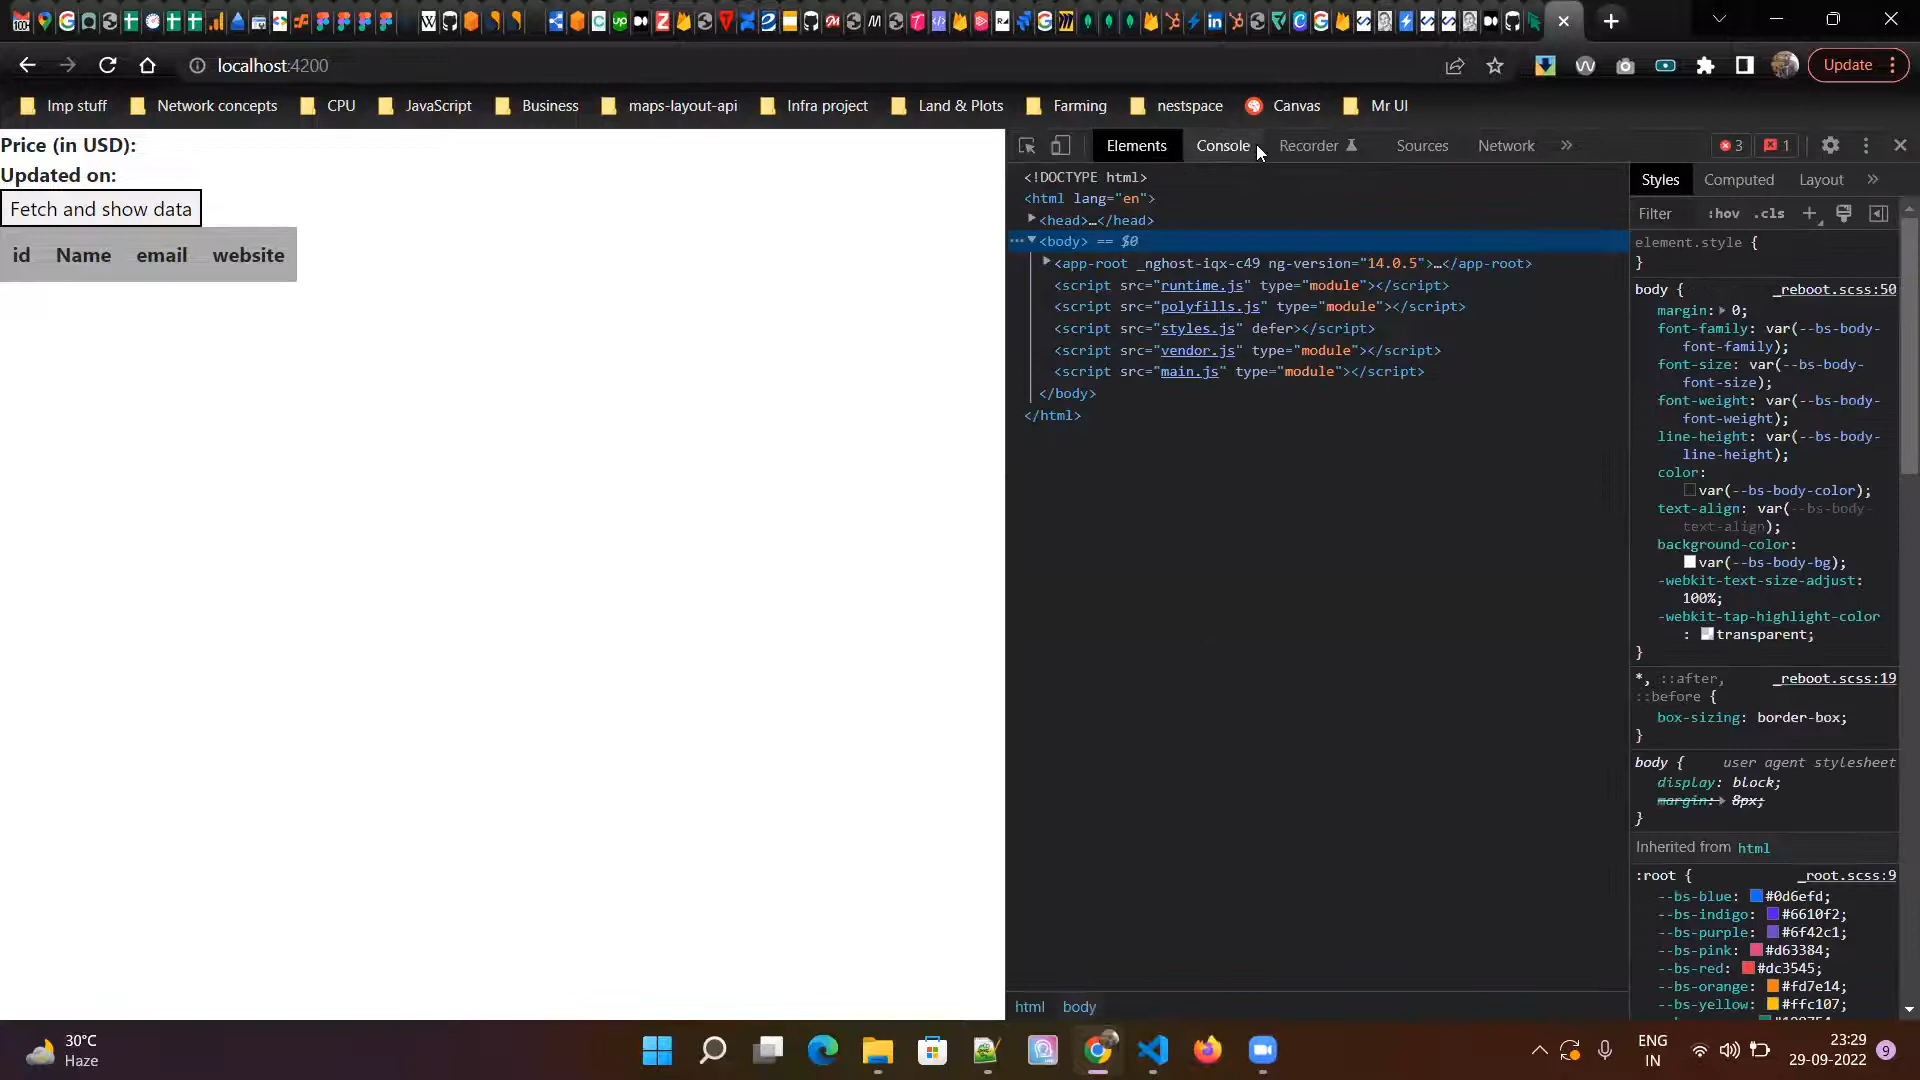 localhost:4200
Update
Imp stuff
Network concepts
CPU
JavaScript
Business
maps-layout-api
Infra project
Land & Plots
Farming
nestspace
Canvas
Mr UI
Price (in USD):
Updated on:
Fetch and show data
id Name email website
Elements
Console
Recorder
Sources
Network
»
3
1
<!DOCTYPE html>
<html lang="en">
<head>…</head>
<body> == $0
<app-root _nghost-iqx-c49 ng-version="14.0.5">…</app-root>
<script src="runtime.js" type="module"></script>
<script src="polyfills.js" type="module"></script>
<script src="styles.js" defer></script>
<script src="vendor.js" type="module"></script>
<script src="main.js" type="module"></script>
</body>
</html>
html body
Styles
Computed
Layout
»
Filter
:hov
.cls
element.style {
}
body {
_reboot.scss:50
margin: 0;
font-family: var(--bs-body-
font-family);
font-size: var(--bs-body-
font-size);
font-weight: var(--bs-body-
font-weight);
line-height: var(--bs-body-
line-height);
color:
var(--bs-body-color);
text-align: var(--bs-body-
text-align);
background-color:
var(--bs-body-bg);
-webkit-text-size-adjust:
100%;
-webkit-tap-highlight-color
: transparent;
}
*, ::after,
_reboot.scss:19
::before {
box-sizing: border-box;
}
body {
user agent stylesheet
display: block;
margin: 8px;
}
Inherited from html
:root {
_root.scss:9
--bs-blue: #0d6efd;
--bs-indigo: #6610f2;
--bs-purple: #6f42c1;
--bs-pink: #d63384;
--bs-red: #dc3545;
--bs-orange: #fd7e14;
--bs-yellow: #ffc107;
30°C
Haze
ENG
IN
23:29
29-09-2022
9